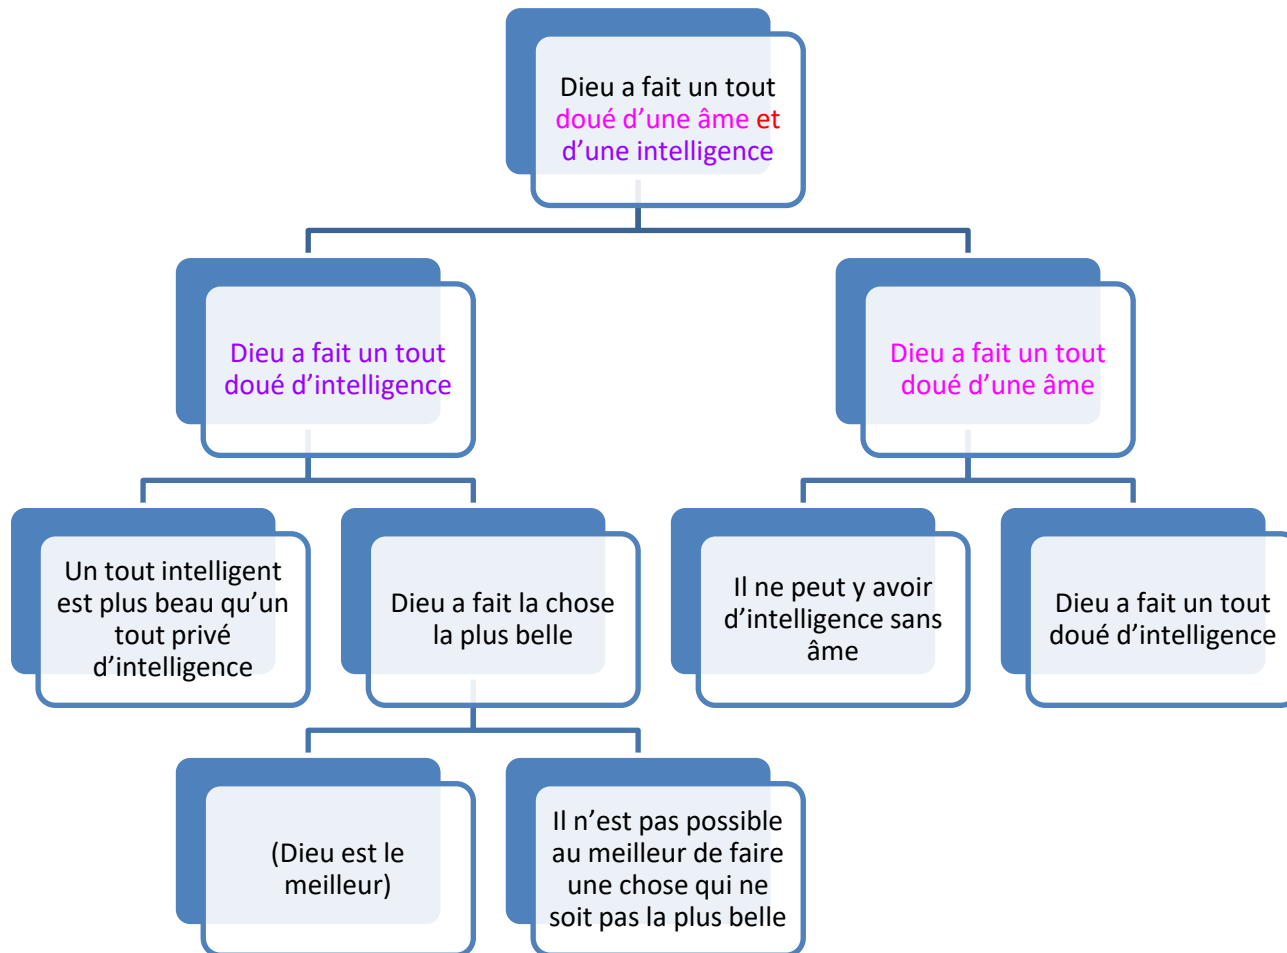 Dieu a fait un tout
doué d’une âme et
d’une intelligence
Dieu a fait un tout
doué d’intelligence
Dieu a fait un tout
doué d’une âme
Un tout intelligent
est plus beau qu’un
tout privé
d’intelligence
Dieu a fait la chose
la plus belle
Il ne peut y avoir
d’intelligence sans
âme
Dieu a fait un tout
doué d’intelligence
(Dieu est le
meilleur)
Il n’est pas possible
au meilleur de faire
une chose qui ne
soit pas la plus belle